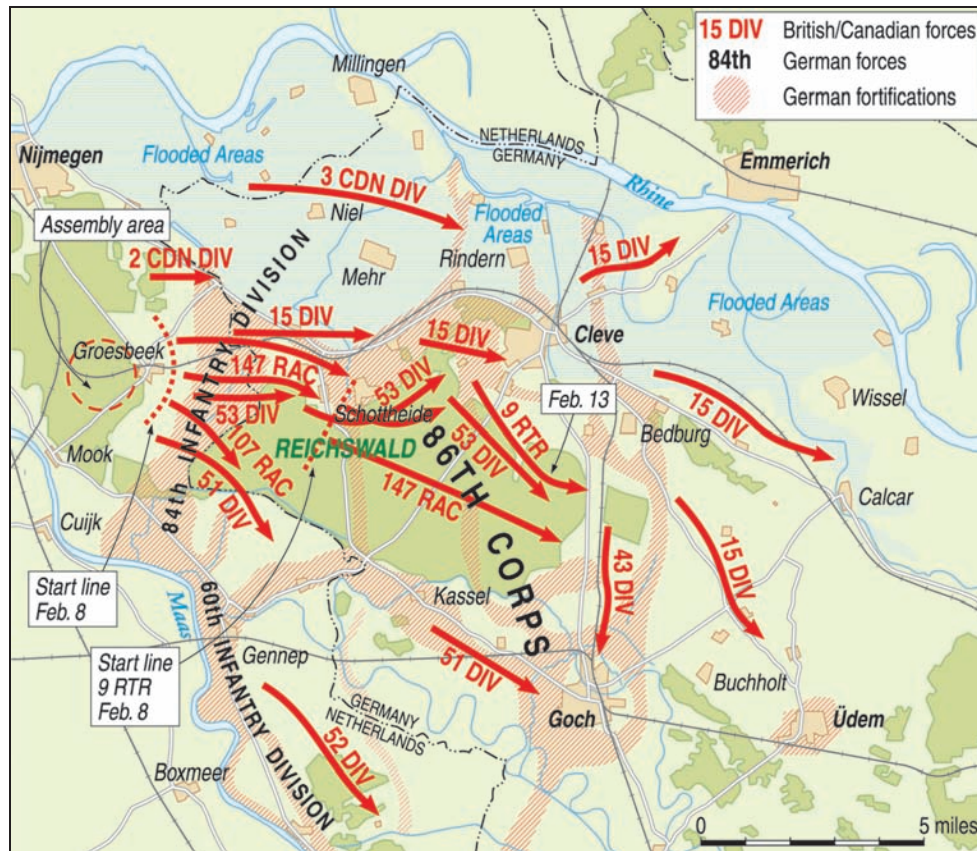 15 DIV British/Canadian forces
84th German forces
German fortifications
Millingen
Nijmegen
Flooded Areas
NETHERLANDS
GERMANY
Emmerich
Rhine
3 CDN DIV
Assembly area
Niel
Flooded
Areas
2 CDN DIV
Mehr
Rindern
15 DIV
Flooded Areas
15 DIV
15 DIV
Cleve
Groesbeek
147 RAC
53 DIV
53 DIV
Schottheide
9 RTR
Feb. 13
15 DIV
Wissel
Bedburg
REICHSWALD
53 DIV
107 RAC
Mook
51 DIV
84th INFANTRY DIVISION
86TH CORPS
147 RAC
Calcar
Cuijk
Start line
Feb. 8
Maas
60th INFANTRY DIVISION
Kassel
43 DIV
15 DIV
Start line
9 RTR
Feb. 8
Gennep
51 DIV
Buchholt
GERMANY
NETHERLANDS
Goch
Üdem
52 DIV
Boxmeer
0 5 miles